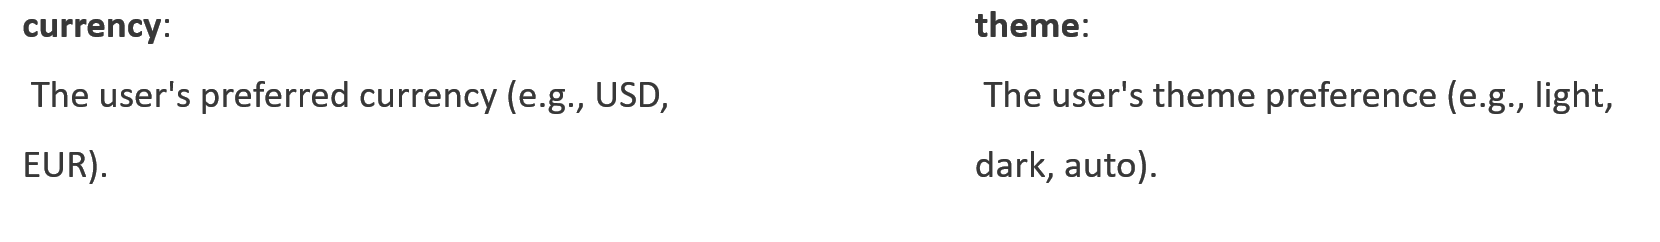 currency:
The user's preferred currency (e.g., USD,
EUR).
theme:
The user's theme preference (e.g., light,
dark, auto).